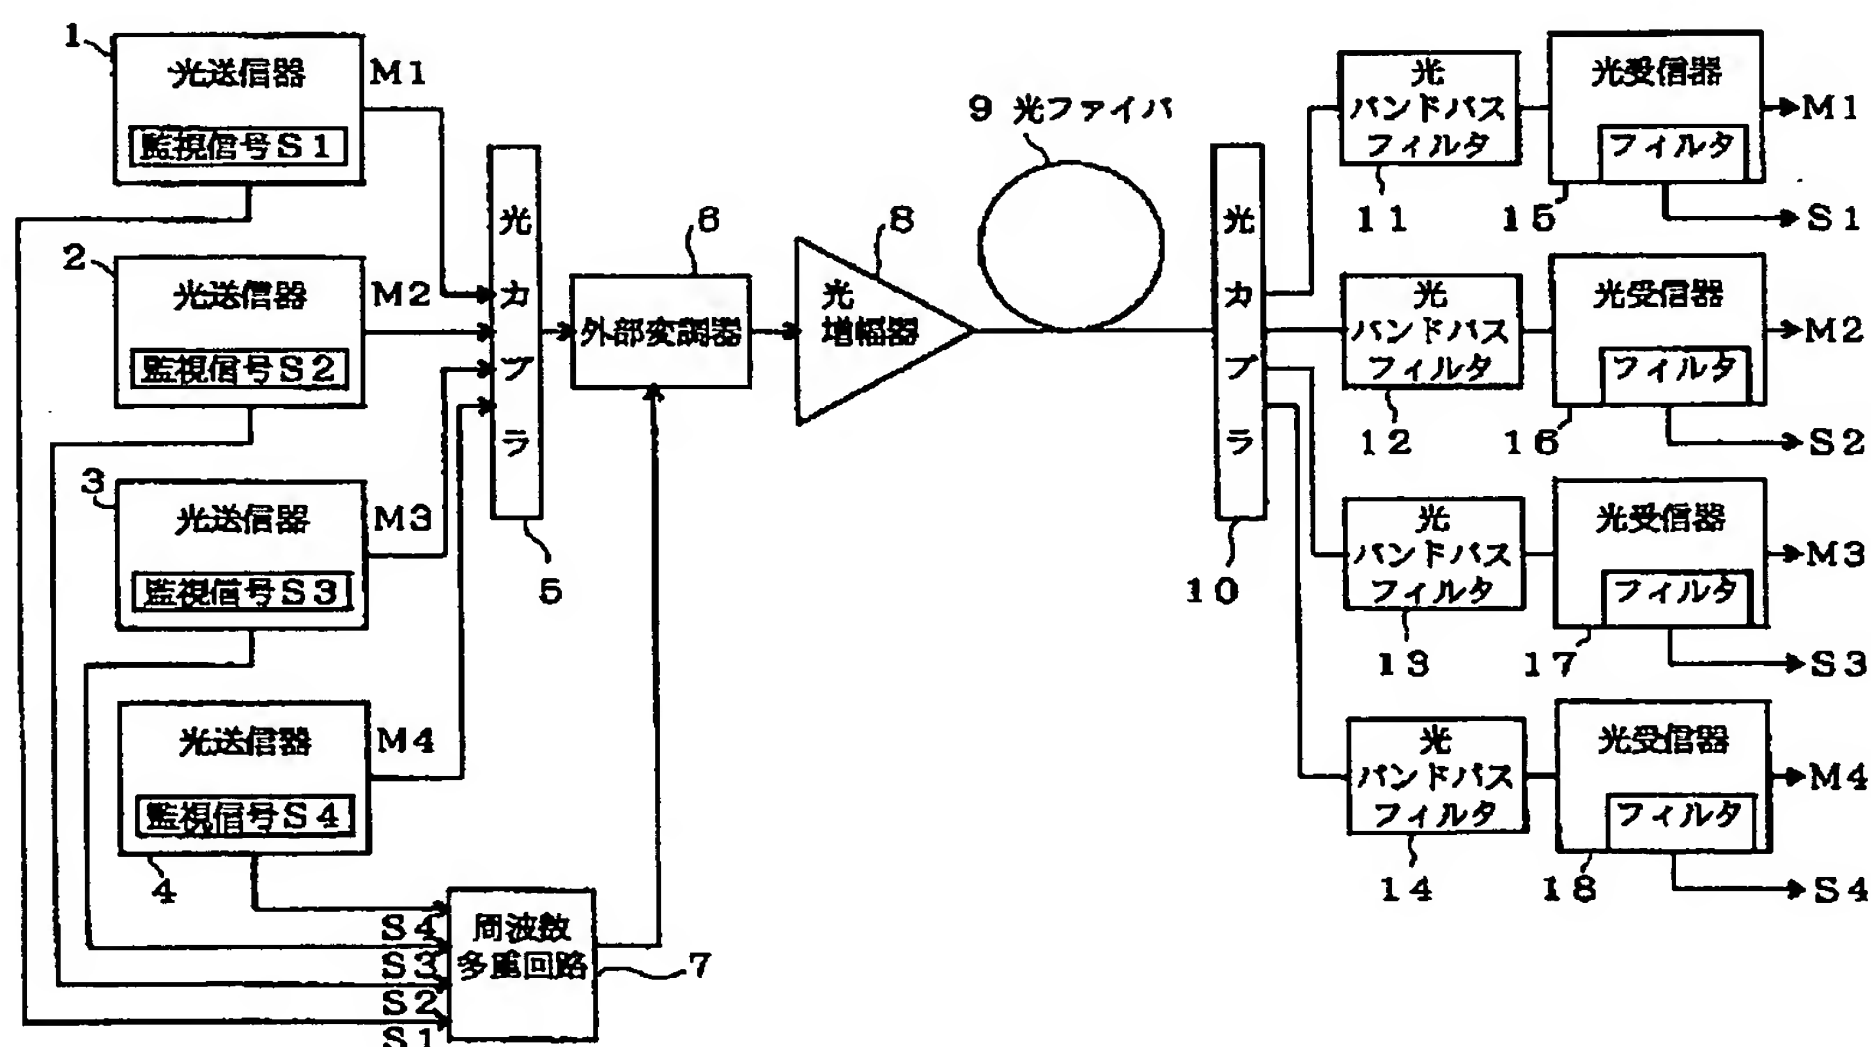 1
光送信器
M1
監視信号S1
2
光送信器
M2
監視信号S2
3
光送信器
M3
監視信号S3
光送信器
M4
監視信号S4
4
S4
S3
S2
S1
周波数
多重回路
7
光カプラ
5
6
外部変調器
8
光
増幅器
9 光ファイバ
光カプラ
10
光
バンドパス
フィルタ
11
光受信器
フィルタ
15
M1
S1
光
バンドパス
フィルタ
12
光受信器
フィルタ
16
M2
S2
光
バンドパス
フィルタ
13
光受信器
フィルタ
17
M3
S3
光
バンドパス
フィルタ
14
光受信器
フィルタ
18
M4
S4